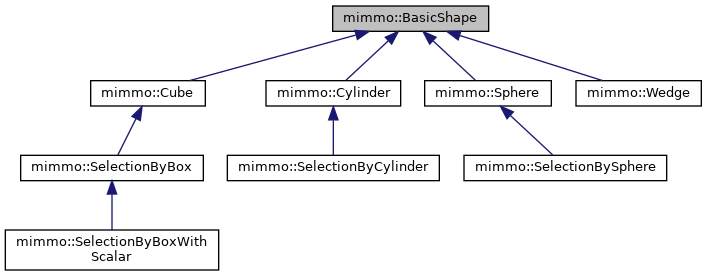 mimmo::BasicShape
mimmo::Cube
mimmo::Cylinder
mimmo::Sphere
mimmo::Wedge
mimmo::SelectionByBox
mimmo::SelectionByCylinder
mimmo::SelectionBySphere
mimmo::SelectionByBoxWith
Scalar